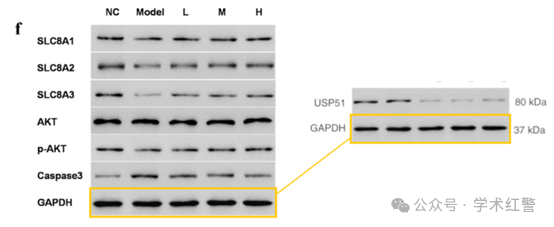 f
NC Model L M H
SLC8A1
SLC8A2
SLC8A3
AKT
p-AKT
Caspase3
GAPDH
USP51 80 kDa
GAPDH 37 kDa
公众号 · 学术红警